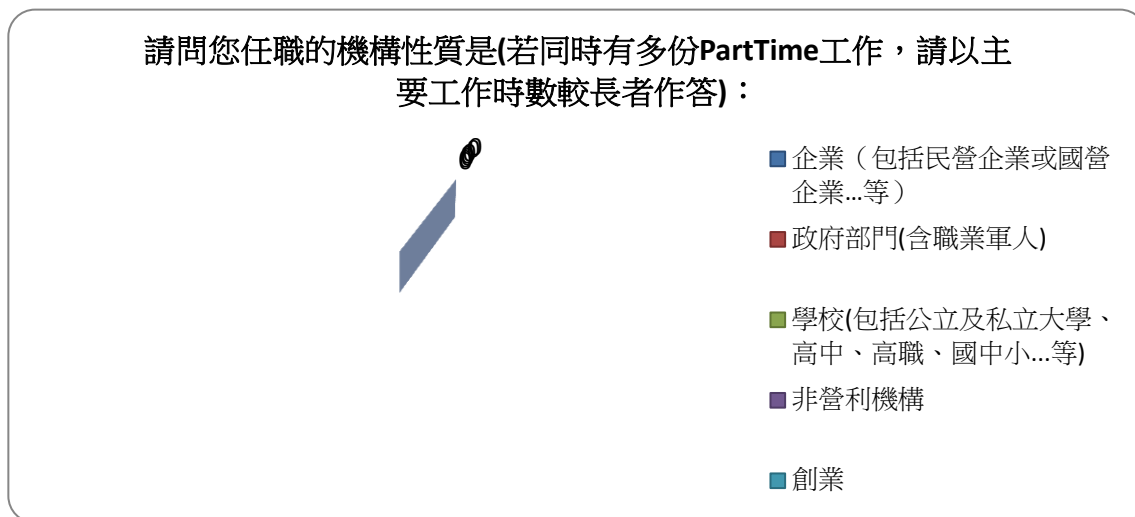 請問您任職的機構性質是(若同時有多份PartTime工作，請以主
要工作時數較長者作答)：
企業（包括民營企業或國營
企業...等）
政府部門(含職業軍人)
學校(包括公立及私立大學、
高中、高職、國中小...等)
非營利機構
創業